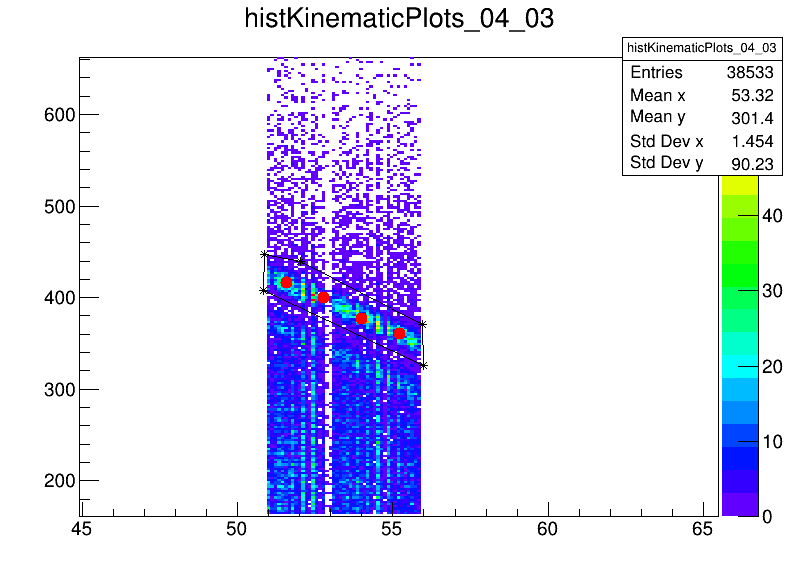 histKinematicPlots_04_03
histKinematicPlots_04_03
Entries 38533
Mean x 53.32
Mean y 301.4
Std Dev x 1.454
Std Dev y 90.23
600
500
400
300
200
40
30
20
10
0
45 50 55 60 65